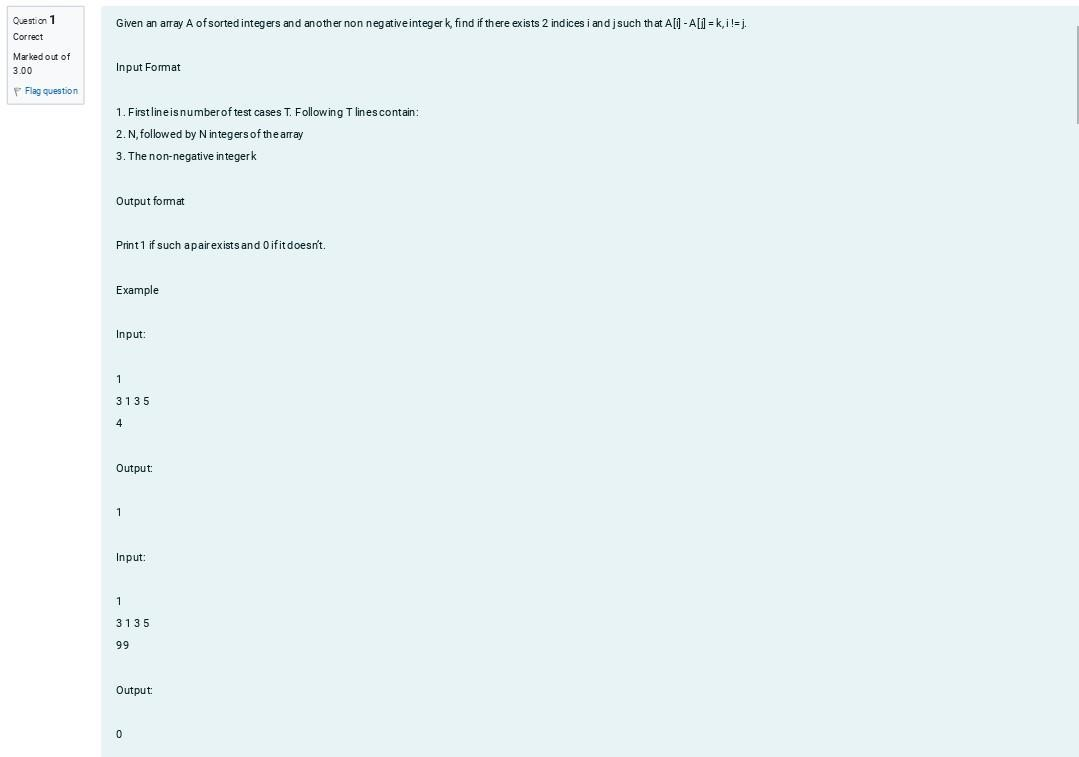 Question 1
Correct
Marked out of
3.00
Flag question
Given an array A of sorted integers and another non negative integer k, find if there exists 2 indices i and j such that A[i] - A[j] = k, i != j.
Input Format
1. First line is number of test cases T. Following T lines contain:
2. N, followed by N integers of the array
3. The non-negative integer k
Output format
Print 1 if such a pair exists and 0 if it doesn't.
Example
Input:
1
3 1 3 5
4
Output:
1
Input:
1
3 1 3 5
99
Output:
0